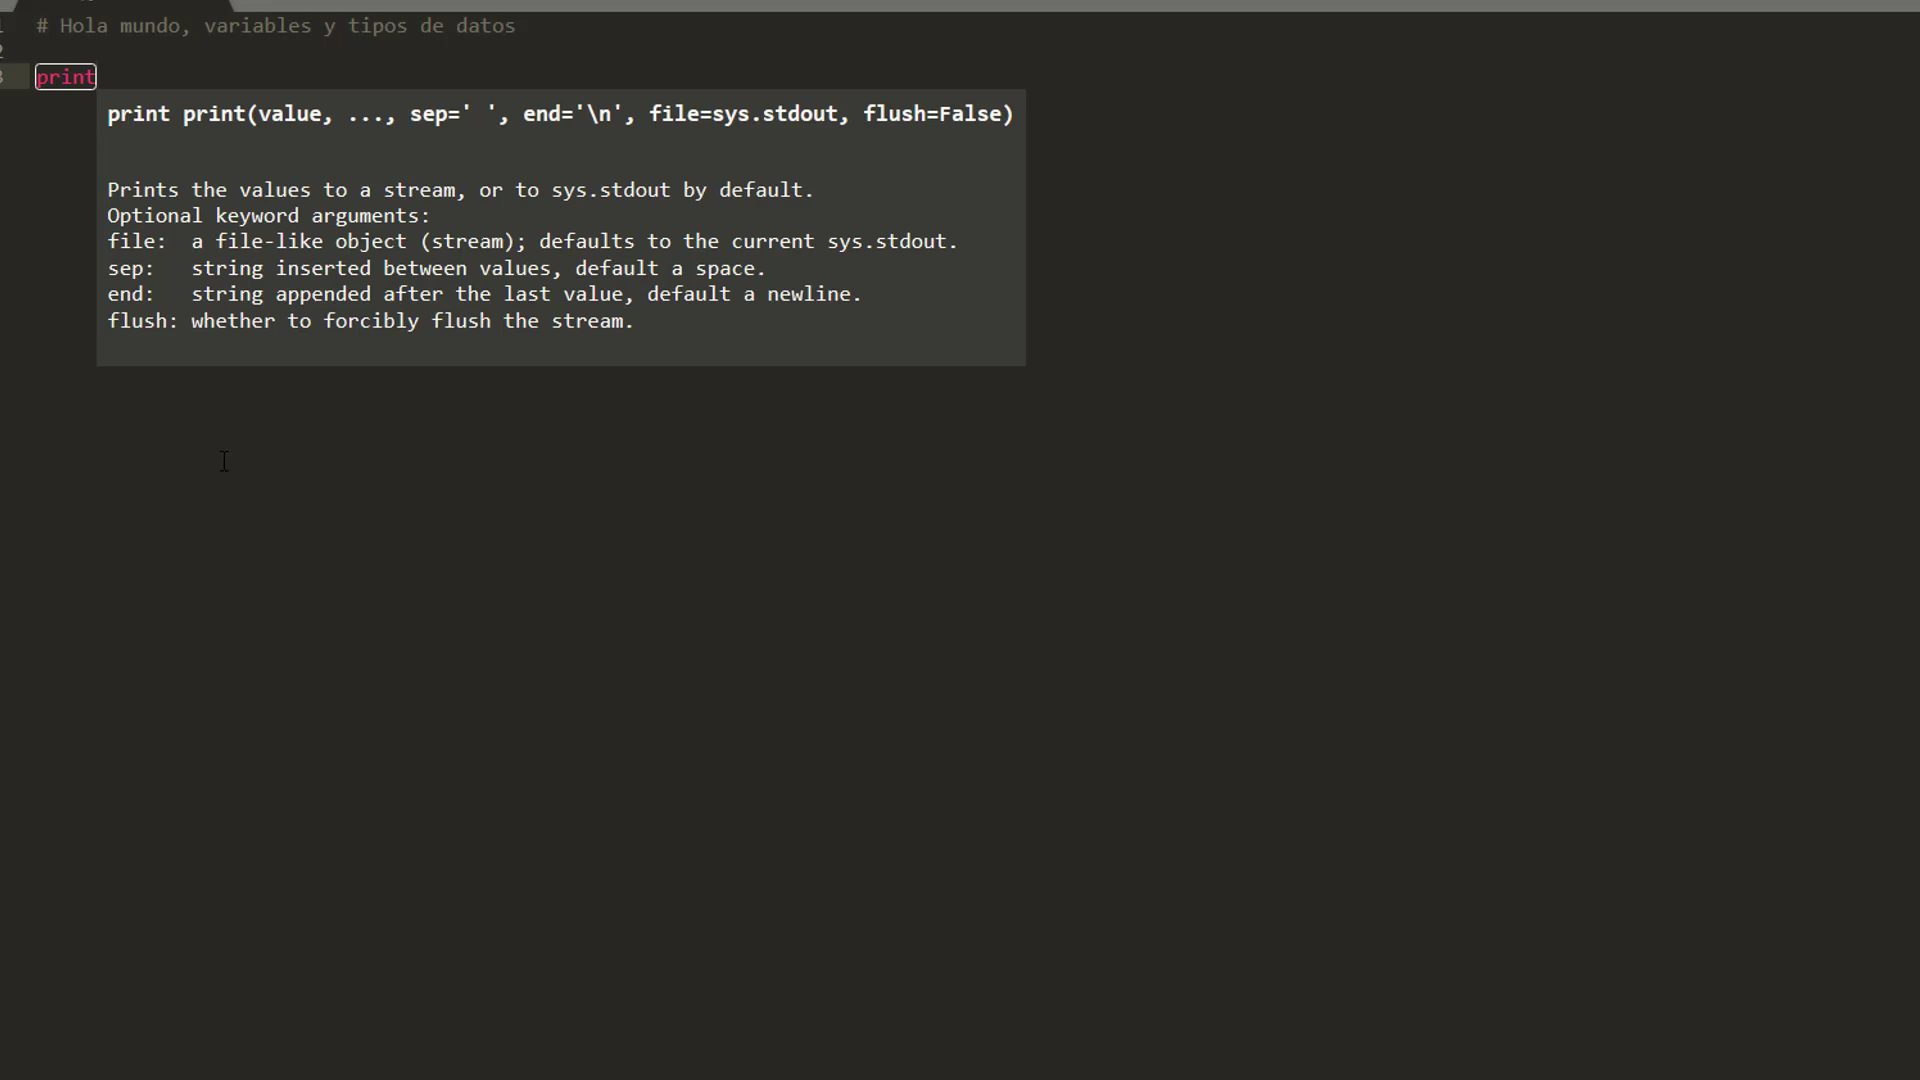 1 # Hola mundo, variables y tipos de datos
2
3 print
print print(value, ..., sep=' ', end='\n', file=sys.stdout, flush=False)
Prints the values to a stream, or to sys.stdout by default.
Optional keyword arguments:
file:  a file-like object (stream); defaults to the current sys.stdout.
sep:   string inserted between values, default a space.
end:   string appended after the last value, default a newline.
flush: whether to forcibly flush the stream.